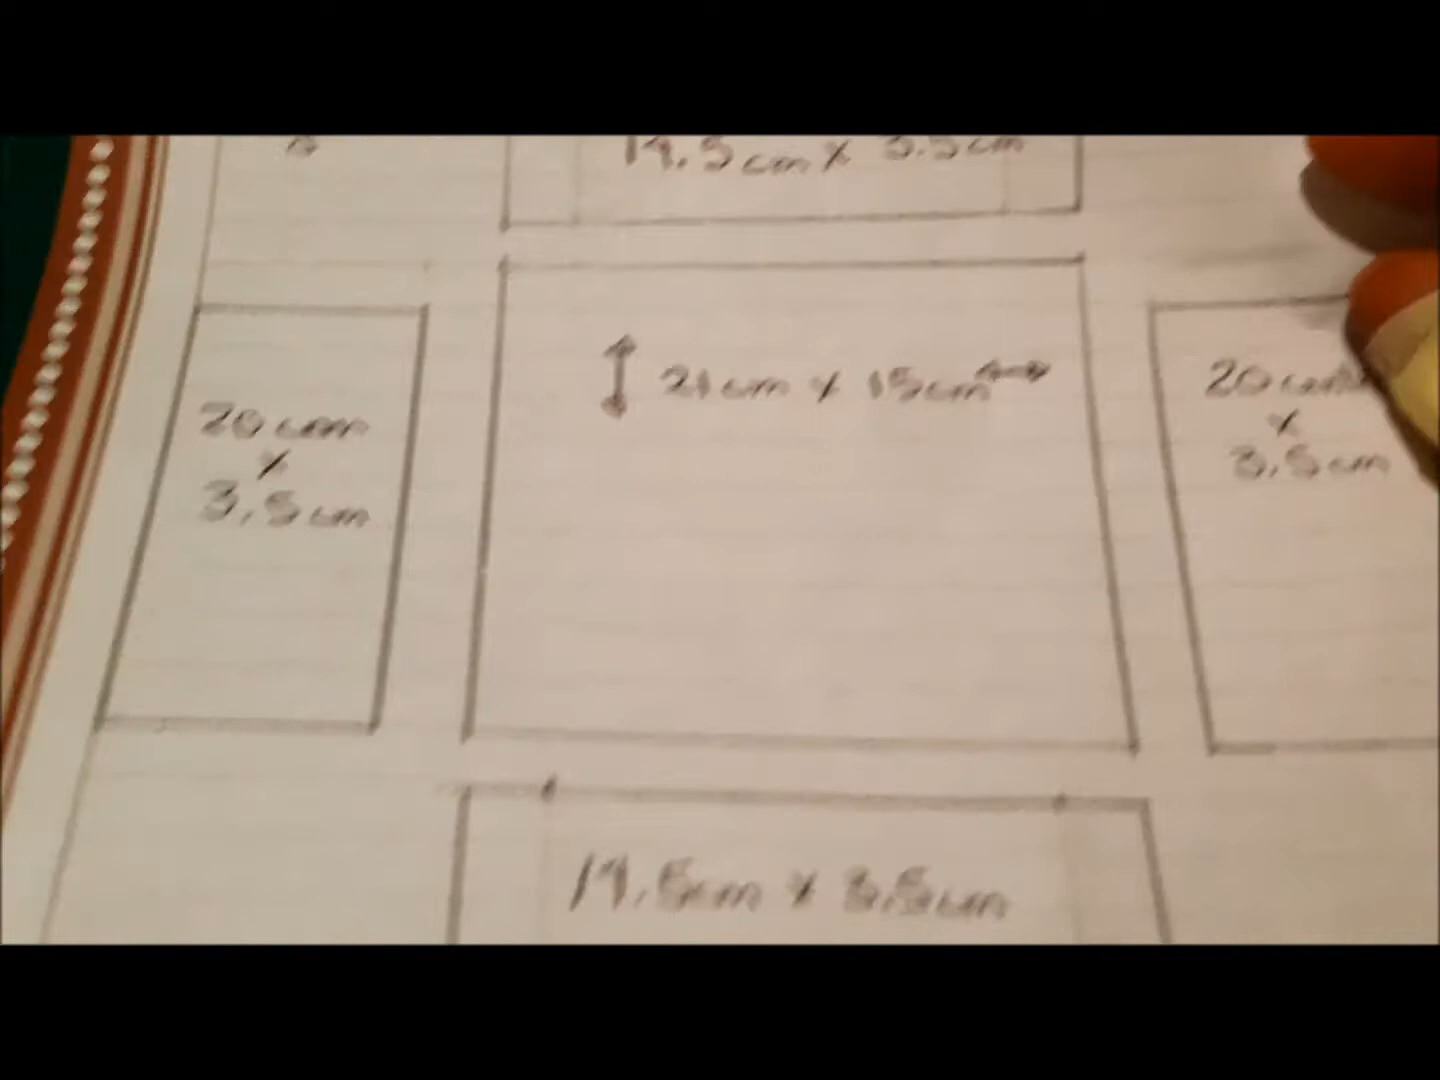 14.5cm x 3.5cm
21cm x 15cm
20cm
x
3,5cm
20cm
x
3,5cm
14.5cm x 3,5cm